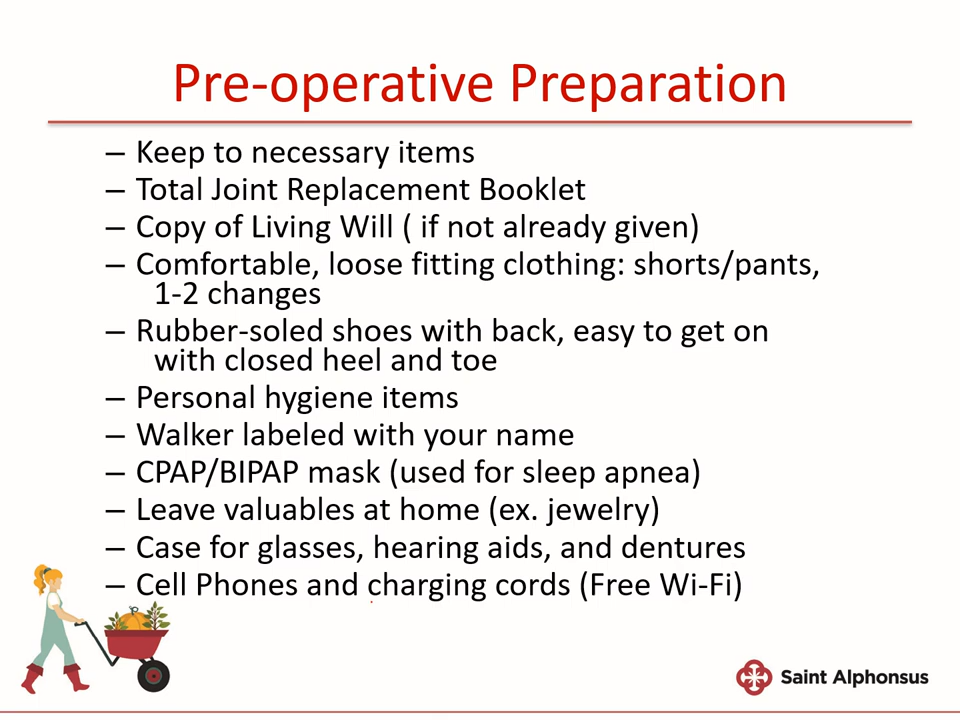 Pre-operative Preparation
– Keep to necessary items
– Total Joint Replacement Booklet
– Copy of Living Will ( if not already given)
– Comfortable, loose fitting clothing: shorts/pants,
1-2 changes
– Rubber-soled shoes with back, easy to get on
with closed heel and toe
– Personal hygiene items
– Walker labeled with your name
– CPAP/BIPAP mask (used for sleep apnea)
– Leave valuables at home (ex. jewelry)
– Case for glasses, hearing aids, and dentures
– Cell Phones and charging cords (Free Wi-Fi)
Saint Alphonsus